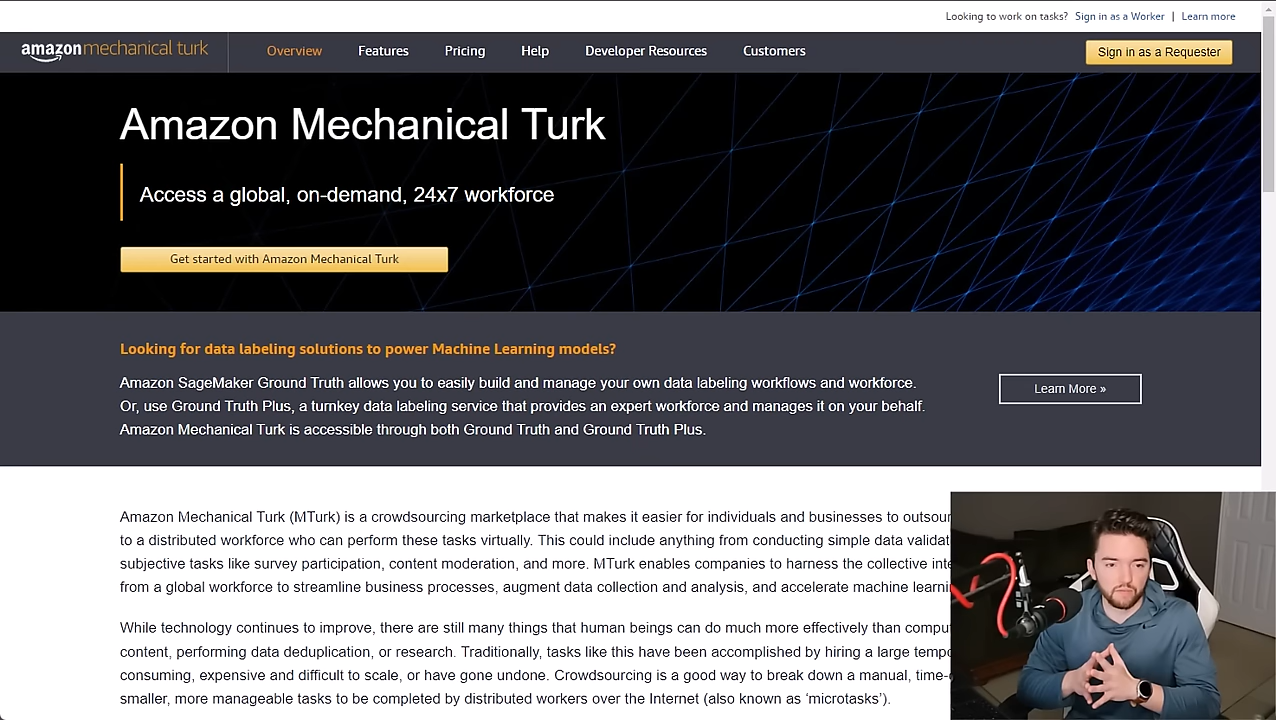 Looking to work on tasks? Sign in as a Worker | Learn more
amazon mechanical turk Overview Features Pricing Help Developer Resources Customers Sign in as a Requester
Amazon Mechanical Turk
Access a global, on-demand, 24x7 workforce
Get started with Amazon Mechanical Turk
Looking for data labeling solutions to power Machine Learning models?
Amazon SageMaker Ground Truth allows you to easily build and manage your own data labeling workflows and workforce.
Or, use Ground Truth Plus, a turnkey data labeling service that provides an expert workforce and manages it on your behalf.
Amazon Mechanical Turk is accessible through both Ground Truth and Ground Truth Plus.
Learn More »
Amazon Mechanical Turk (MTurk) is a crowdsourcing marketplace that makes it easier for individuals and businesses to
to a distributed workforce who can perform these tasks virtually. This could include anything from conducting simple data
subjective tasks like survey participation, content moderation, and more. MTurk enables companies to harness the collective
from a global workforce to streamline business processes, augment data collection and analysis, and accelerate machine
While technology continues to improve, there are still many things that human beings can do much more effectively than
content, performing data deduplication, or research. Traditionally, tasks like this have been accomplished by hiring a large
consuming, expensive and difficult to scale, or have gone undone. Crowdsourcing is a good way to break down a manual,
smaller, more manageable tasks to be completed by distributed workers over the Internet (also known as ‘microtasks’).